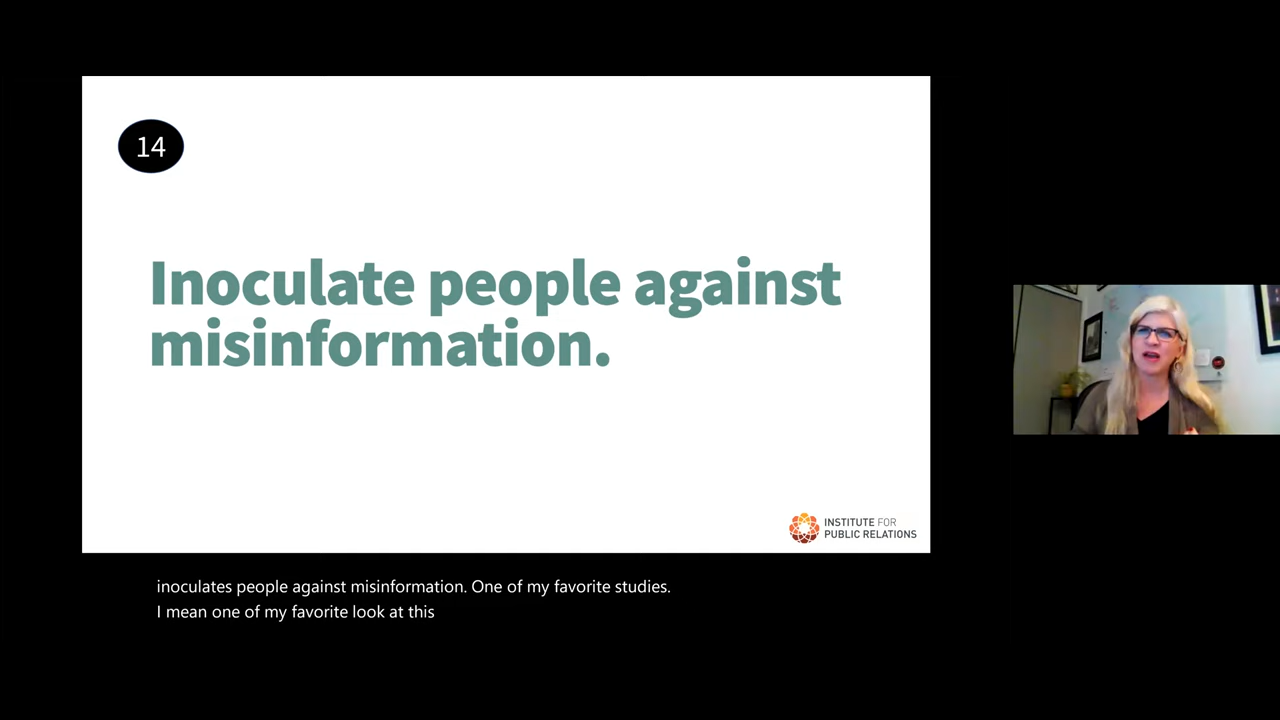 14
Inoculate people against
misinformation.
INSTITUTE FOR
PUBLIC RELATIONS
inoculates people against misinformation. One of my favorite studies.
I mean one of my favorite look at this